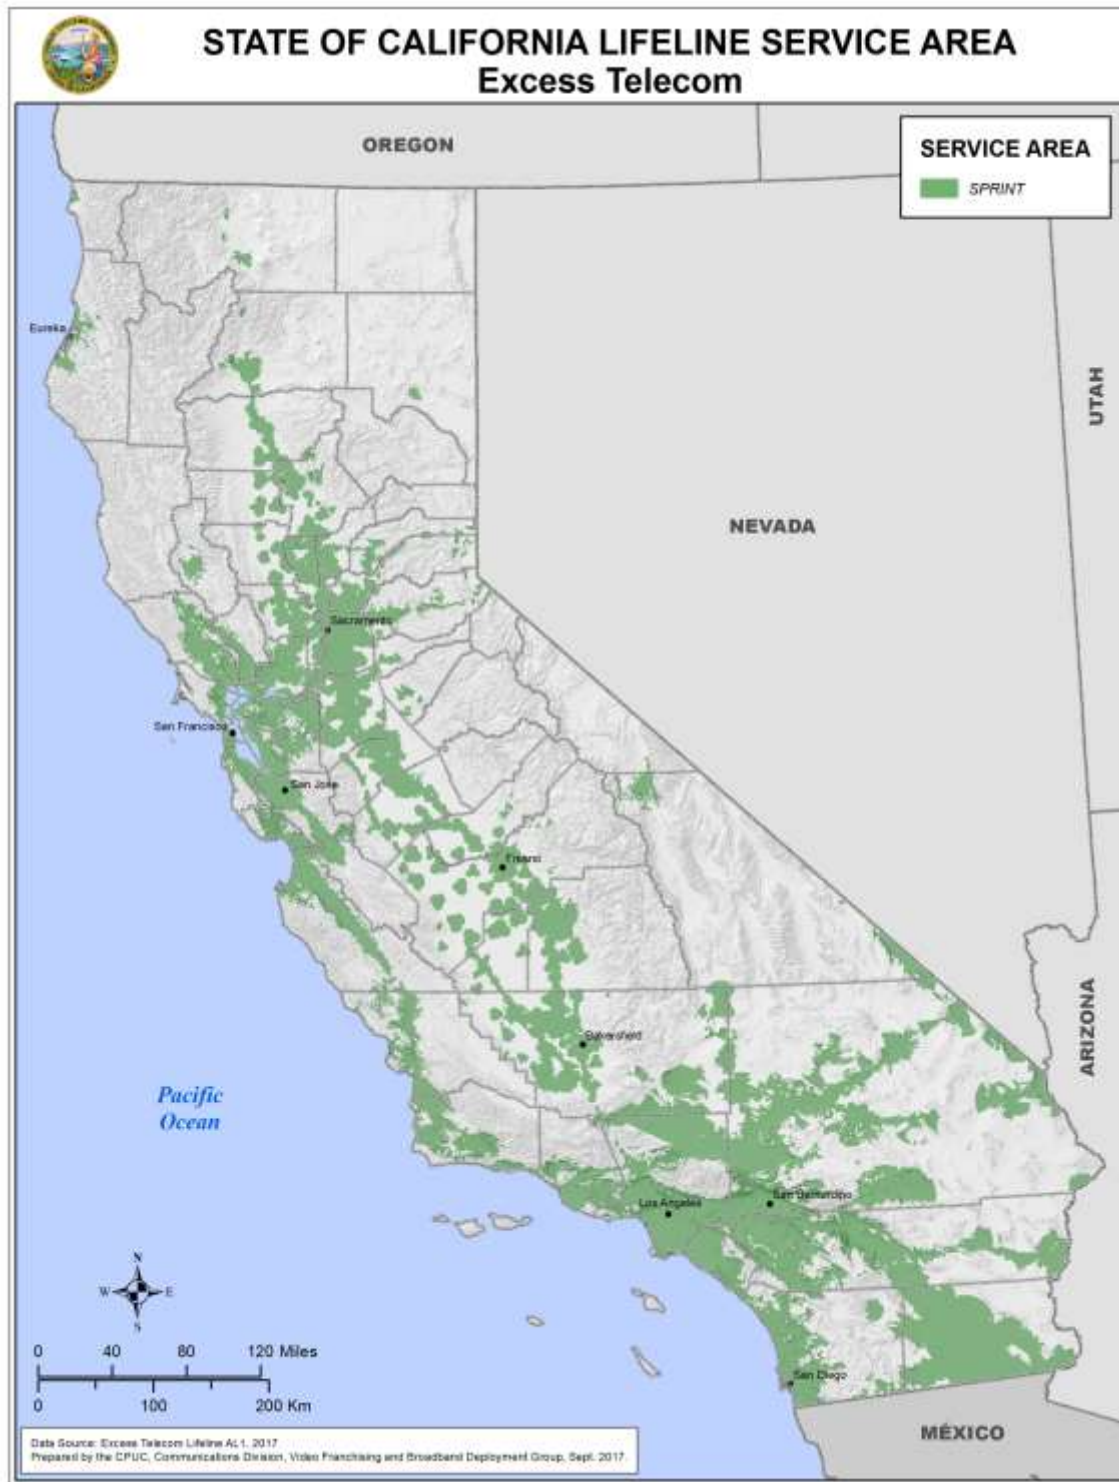 STATE OF CALIFORNIA LIFELINE SERVICE AREA
Excess Telecom
OREGON
SERVICE AREA
SPRINT
Eureka
UTAH
NEVADA
Sacramento
San Francisco
San Jose
Fresno
ARIZONA
Bakersfield
Pacific
Ocean
San Bernardino
Los Angeles
N
W E
S
0 40 80 120 Miles
0 100 200 Km
San Diego
MÉXICO
Data Source: Excess Telecom Lifeline AL1, 2017
Prepared by the CPUC, Communications Division, Video Franchising and Broadband Deployment Group, Sept. 2017.